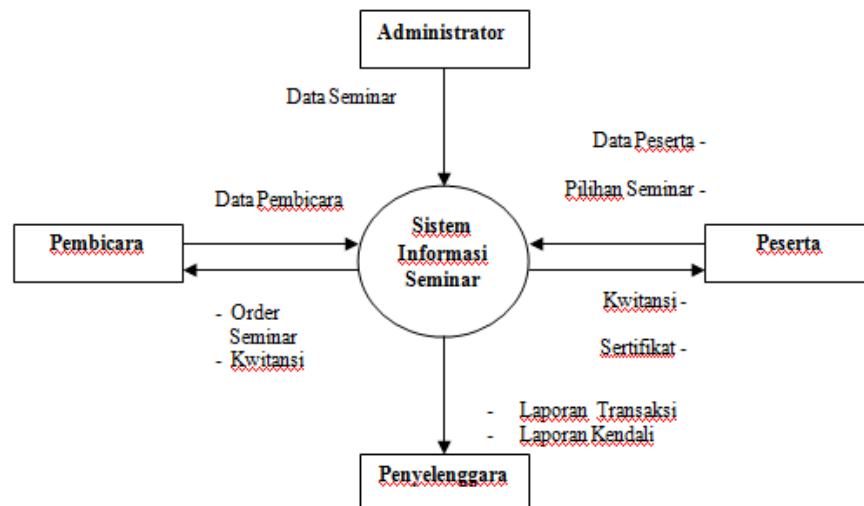 Administrator
Data Seminar
Data Peserta -
Pilihan Seminar -
Data Pembicara
Pembicara
Sistem
Informasi
Seminar
Peserta
- Order
Seminar
- Kwitansi
Kwitansi -
Sertifikat -
- Laporan Transaksi
- Laporan Kendali
Penyelenggara